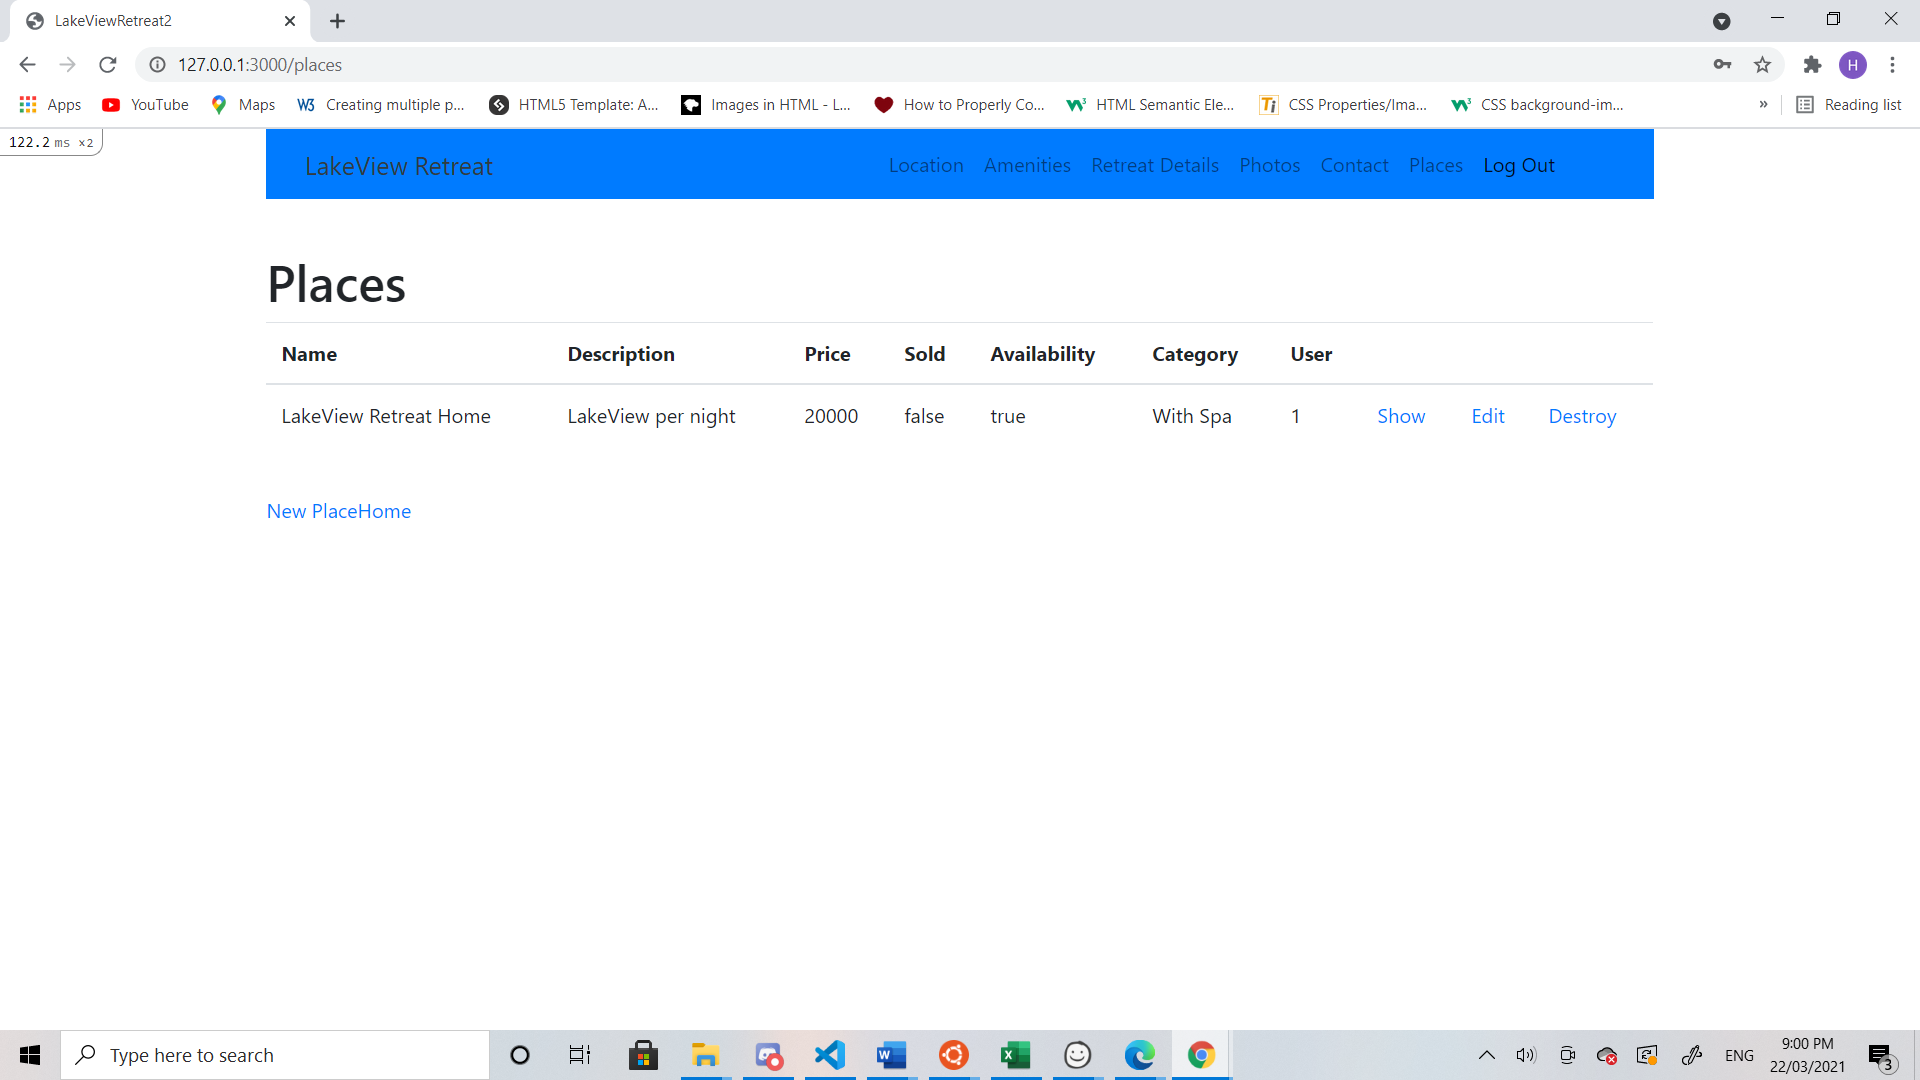 LakeViewRetreat2
127.0.0.1:3000/places
H
Apps YouTube Maps W3 Creating multiple p... HTML5 Template: A... Images in HTML - L... How to Properly Co... HTML Semantic Ele... Ti CSS Properties/Ima... CSS background-im... » Reading list
122.2 ms ×2
LakeView Retreat Location Amenities Retreat Details Photos Contact Places Log Out
Places
Name Description Price Sold Availability Category User
LakeView Retreat Home LakeView per night 20000 false true With Spa 1 Show Edit Destroy
New PlaceHome
Type here to search
ENG
9:00 PM
22/03/2021
3